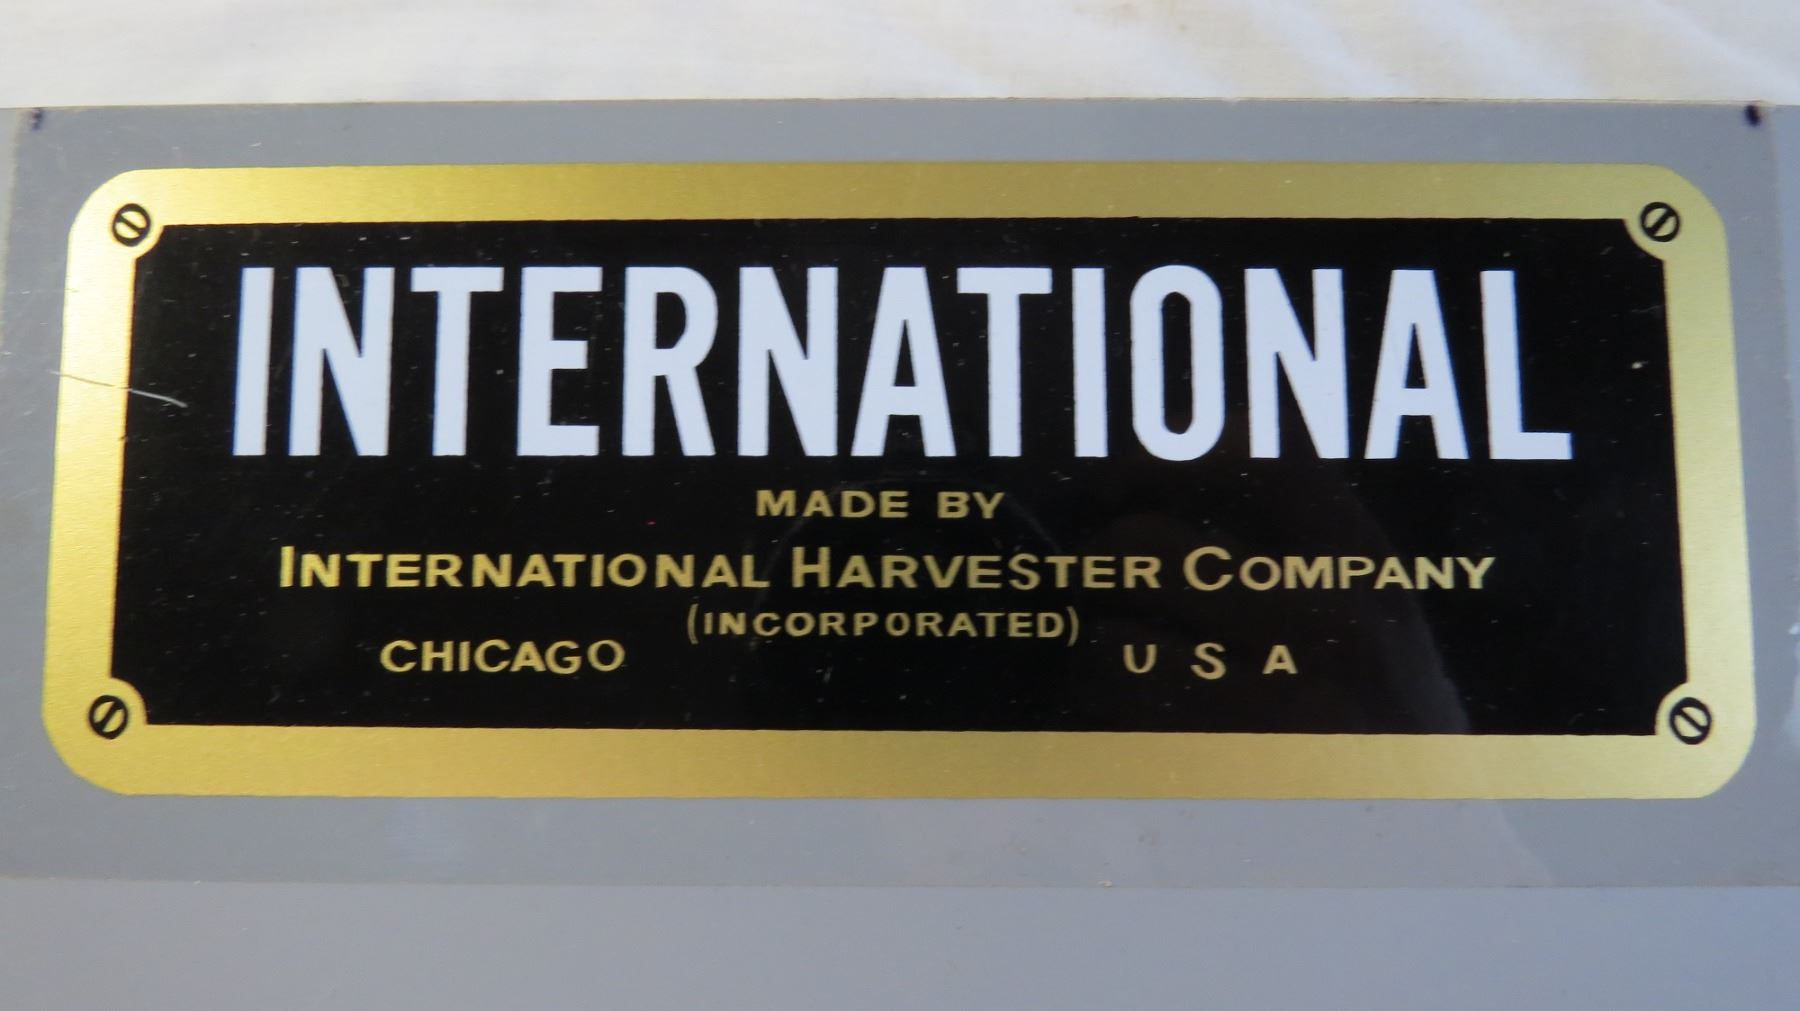 INTERNATIONAL
MADE BY
INTERNATIONAL HARVESTER COMPANY
(INCORPORATED)
CHICAGO U S A